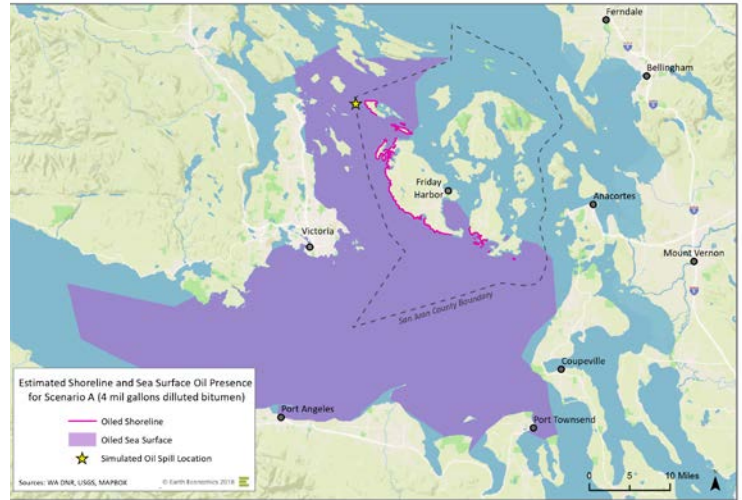 Ferndale
Bellingham
Friday
Harbor
Anacortes
Victoria
Mount Vernon
San Juan County Boundary
Coupeville
Port Angeles
Port Townsend
Estimated Shoreline and Sea Surface Oil Presence
for Scenario A (4 mil gallons dilluted bitumen)
Oiled Shoreline
Oiled Sea Surface
Simulated Oil Spill Location
Sources: WA DNR, USGS, MAPBOX © Earth Economics 2018
0 5 10 Miles